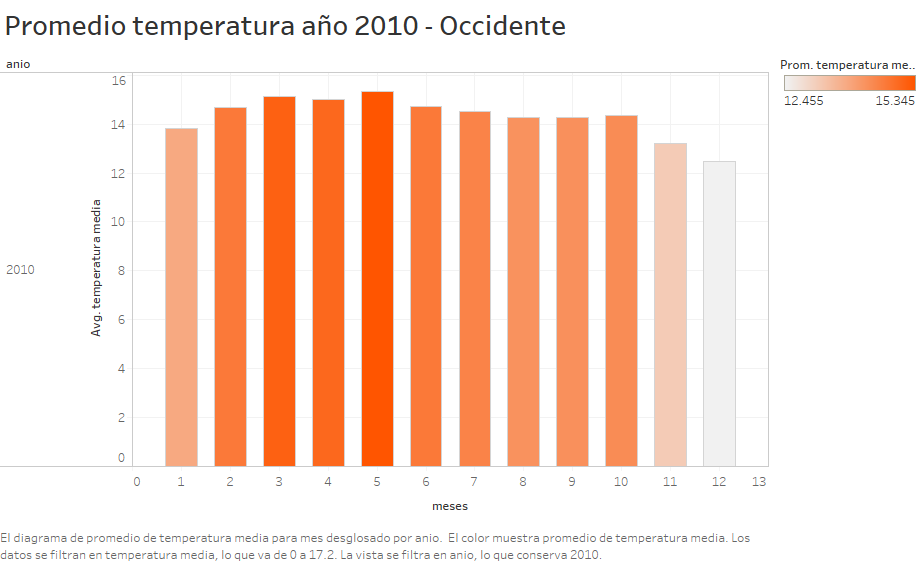 Promedio temperatura año 2010 - Occidente
anio
Prom. temperatura me..
12.455 15.345
16
14
12
10
8
6
4
2
0
Avg. temperatura media
2010
0 1 2 3 4 5 6 7 8 9 10 11 12 13
meses
El diagrama de promedio de temperatura media para mes desglosado por anio. El color muestra promedio de temperatura media. Los
datos se filtran en temperatura media, lo que va de 0 a 17.2. La vista se filtra en anio, lo que conserva 2010.